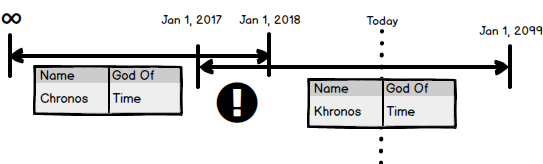 ∞
Jan 1, 2017
Jan 1, 2018
Today
Jan 1, 2099
Name God Of
Chronos Time
!
Name God Of
Khronos Time